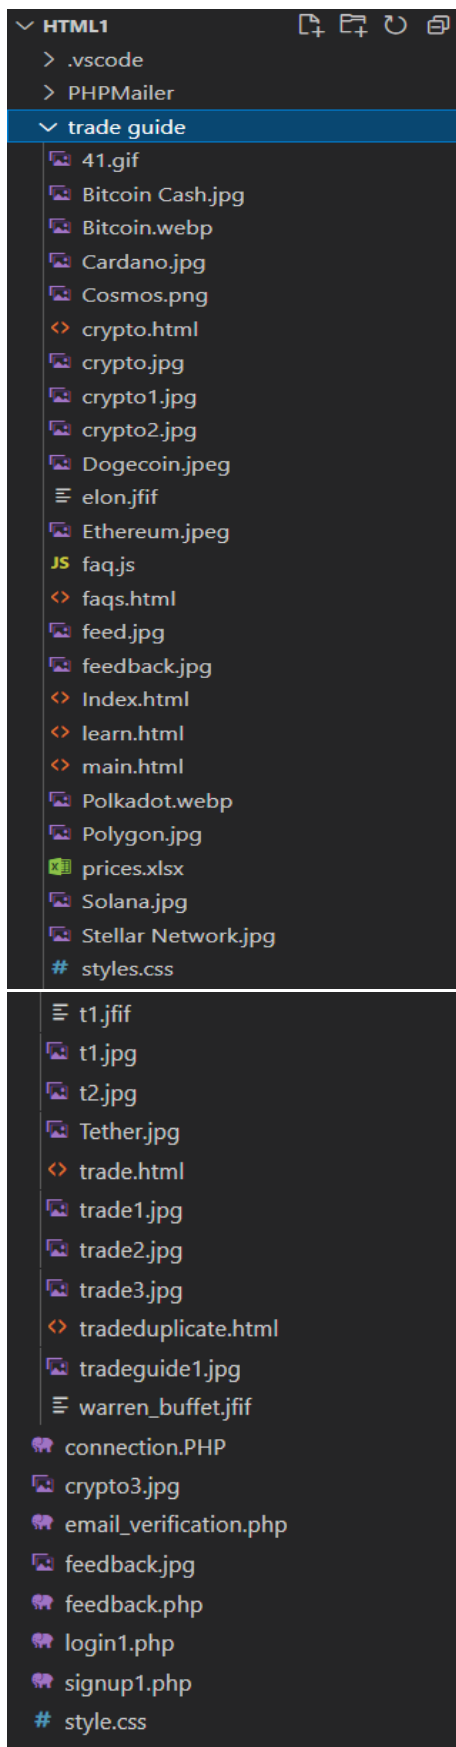 HTML1
.vscode
PHPMailer
trade guide
41.gif
Bitcoin Cash.jpg
Bitcoin.webp
Cardano.jpg
Cosmos.png
crypto.html
crypto.jpg
crypto1.jpg
crypto2.jpg
Dogecoin.jpeg
elon.jfif
Ethereum.jpeg
JS faq.js
faqs.html
feed.jpg
feedback.jpg
Index.html
learn.html
main.html
Polkadot.webp
Polygon.jpg
prices.xlsx
Solana.jpg
Stellar Network.jpg
# styles.css
t1.jfif
t1.jpg
t2.jpg
Tether.jpg
trade.html
trade1.jpg
trade2.jpg
trade3.jpg
tradeduplicate.html
tradeguide1.jpg
warren_buffet.jfif
connection.PHP
crypto3.jpg
email_verification.php
feedback.jpg
feedback.php
login1.php
signup1.php
# style.css